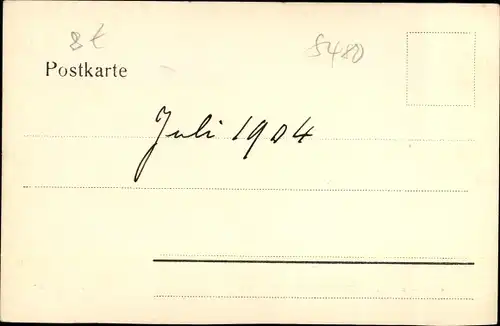 8 €
5480
Postkarte
Juli 1904